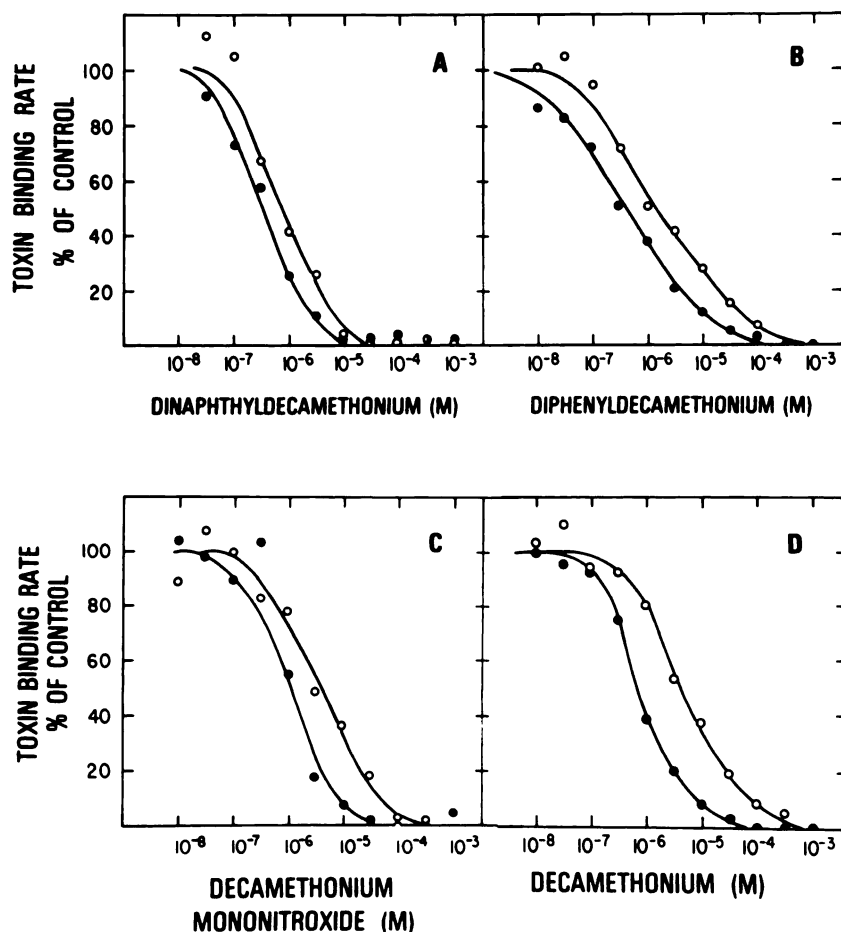 TOXIN BINDING RATE
% OF CONTROL
100
80
60
40
20
A
B
10⁻⁸ 10⁻⁷ 10⁻⁶ 10⁻⁵ 10⁻⁴ 10⁻³
10⁻⁸ 10⁻⁷ 10⁻⁶ 10⁻⁵ 10⁻⁴ 10⁻³
DINAPHTHYLDECAMETHONIUM (M)
DIPHENYLDECAMETHONIUM (M)
TOXIN BINDING RATE
% OF CONTROL
100
80
60
40
20
C
D
10⁻⁸ 10⁻⁷ 10⁻⁶ 10⁻⁵ 10⁻⁴ 10⁻³
10⁻⁸ 10⁻⁷ 10⁻⁶ 10⁻⁵ 10⁻⁴ 10⁻³
DECAMETHONIUM
MONONITROXIDE (M)
DECAMETHONIUM (M)